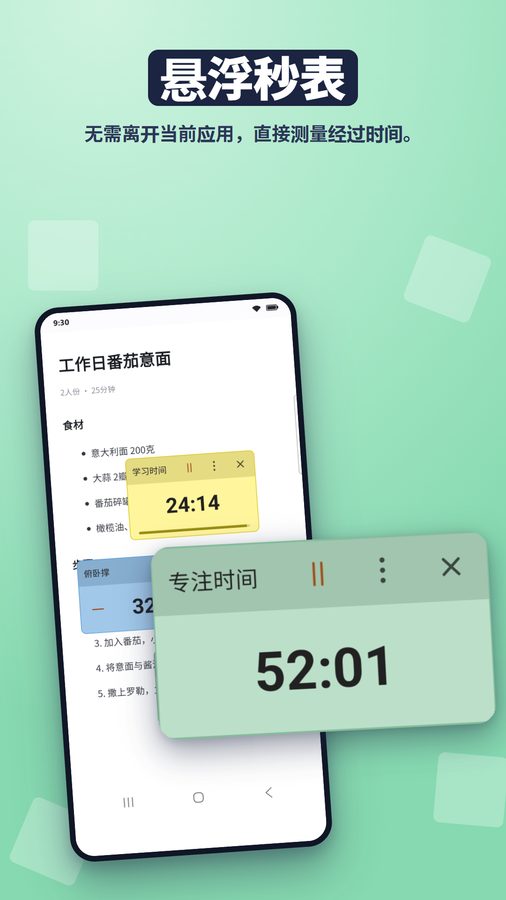 悬浮秒表
无需离开当前应用，直接测量经过时间。
9:30
工作日番茄意面
2人份 · 25分钟
食材
意大利面 200克
大蒜 2瓣
番茄碎
橄榄油、
学习时间
24:14
俯卧撑
32
专注时间
52:01
3. 加入番茄，
4. 将意面与酱
5. 撒上罗勒，